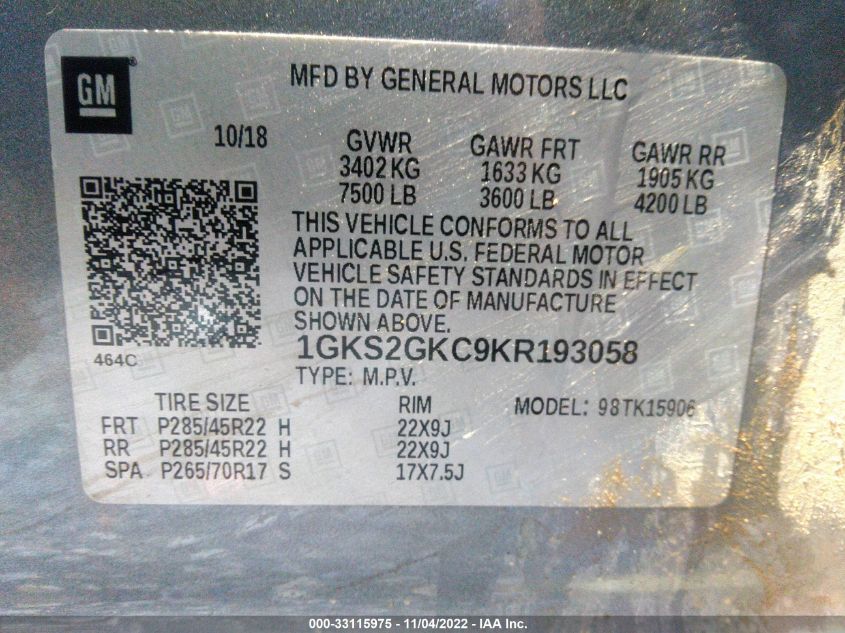 GM ®
MFD BY GENERAL MOTORS LLC
10/18 GVWR GAWR FRT GAWR RR
3402 KG 1633 KG 1905 KG
7500 LB 3600 LB 4200 LB
THIS VEHICLE CONFORMS TO ALL
APPLICABLE U.S. FEDERAL MOTOR
VEHICLE SAFETY STANDARDS IN EFFECT
ON THE DATE OF MANUFACTURE
SHOWN ABOVE.
464C
1GKS2GKC9KR193058
TYPE: M.P.V.
TIRE SIZE RIM MODEL: 98TK15906
FRT P285/45R22 H 22X9J
RR P285/45R22 H 22X9J
SPA P265/70R17 S 17X7.5J
000-33115975 - 11/04/2022 - IAA Inc.